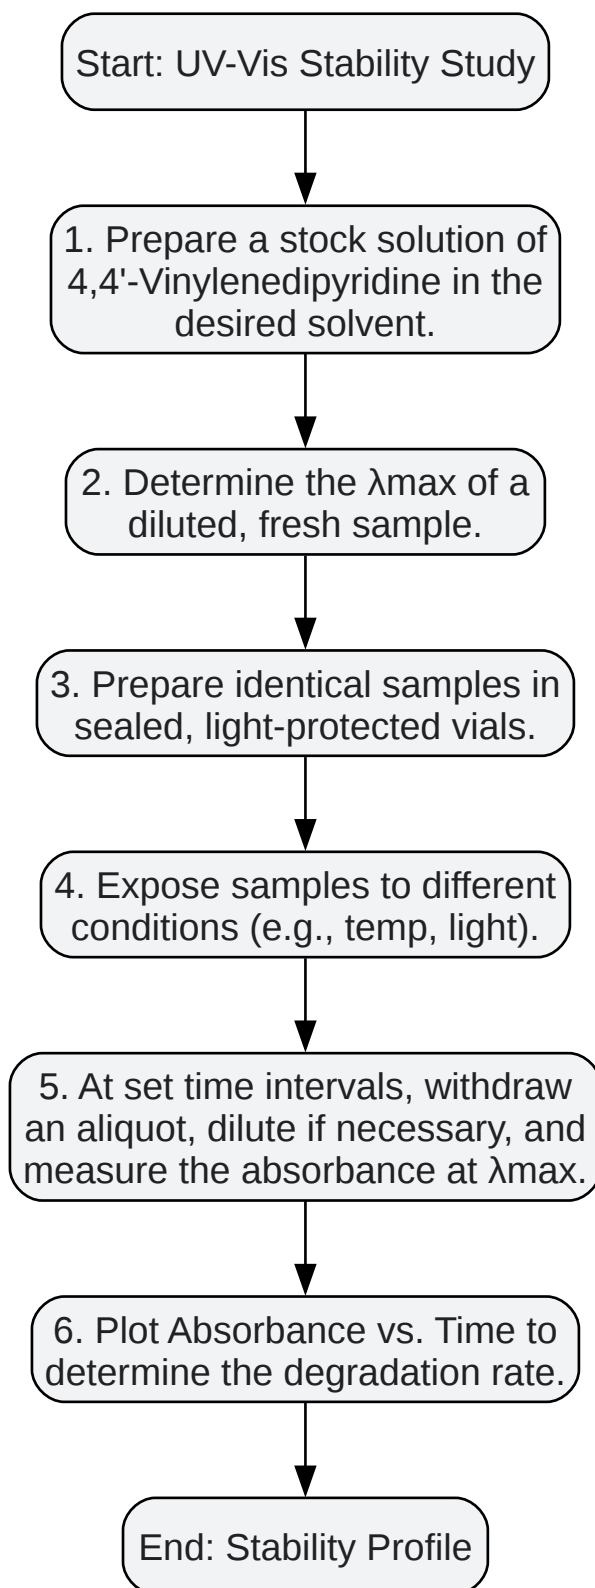 Start: UV-Vis Stability Study
1. Prepare a stock solution of
4,4'-Vinylenedipyridine in the
desired solvent.
2. Determine the λmax of a
diluted, fresh sample.
3. Prepare identical samples in
sealed, light-protected vials.
4. Expose samples to different
conditions (e.g., temp, light).
5. At set time intervals, withdraw
an aliquot, dilute if necessary, and
measure the absorbance at λmax.
6. Plot Absorbance vs. Time to
determine the degradation rate.
End: Stability Profile